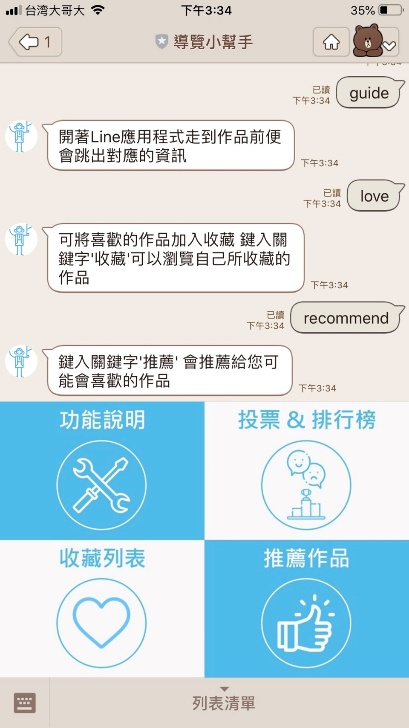 台灣大哥大 下午3:34 35%
1 導覽小幫手
下午3:34
已讀
下午3:34 guide
開著Line應用程式走到作品前便
會跳出對應的資訊
下午3:34
已讀
下午3:34 love
可將喜歡的作品加入收藏 鍵入關
鍵字'收藏'可以瀏覽自己所收藏的
作品
下午3:34
已讀
下午3:34 recommend
鍵入關鍵字'推薦' 會推薦給您可
能會喜歡的作品
下午3:34
功能說明 投票 & 排行榜
收藏列表 推薦作品
列表清單